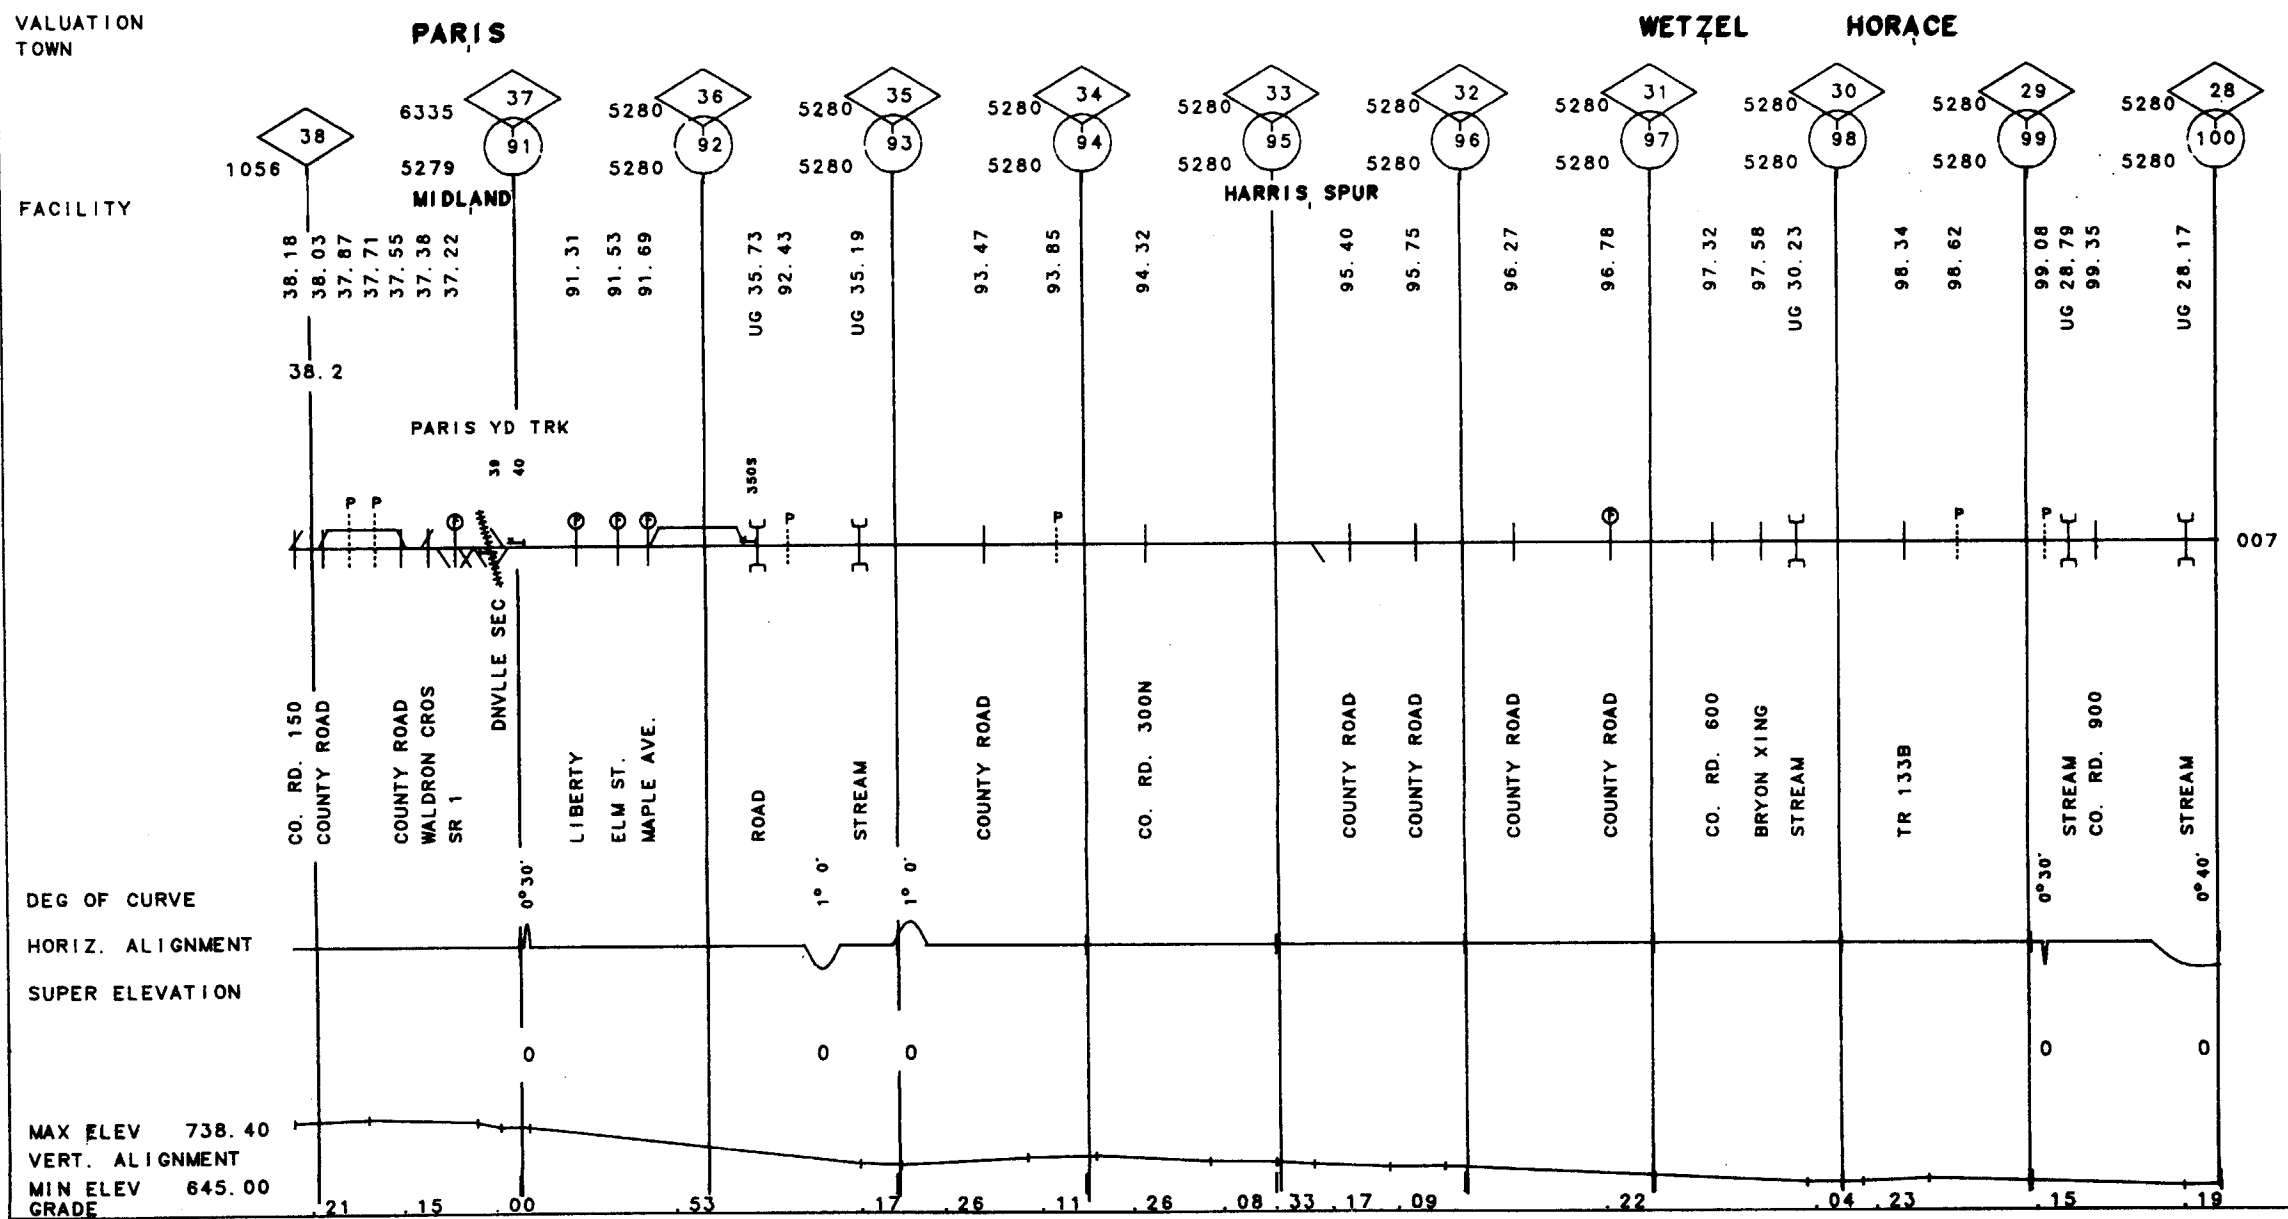 VALUATION
TOWN
PARIS
WETZEL
HORACE
38 37 36 35 34 33 32 31 30 29 28
6335 5280 5280 5280 5280 5280 5280 5280 5280 5280
91 92 93 94 95 96 97 98 99 100
1056 5279 5280 5280 5280 5280 5280 5280 5280 5280 5280
FACILITY
MIDLAND
HARRIS SPUR
38.18
38.03
37.87
37.71
37.55
37.38
37.22
91.31
91.53
91.69
UG 35.73
92.43
UG 35.19
93.47
93.85
94.32
95.40
95.75
96.27
96.78
97.32
97.58
UG 30.23
98.34
98.62
99.08
UG 28.79
99.35
UG 28.17
38.2
PARIS YD TRK
39
40
350S
P P P P P P
F F F F F
007
DNVLLE SEC
CO. RD. 150
COUNTY ROAD
COUNTY ROAD
WALDRON CROS
SR 1
LIBERTY
ELM ST.
MAPLE AVE.
ROAD
STREAM
COUNTY ROAD
CO. RD. 300N
COUNTY ROAD
COUNTY ROAD
COUNTY ROAD
COUNTY ROAD
CO. RD. 600
BRYON XING
STREAM
TR 133B
STREAM
CO. RD. 900
STREAM
DEG OF CURVE
0°30'
1° 0'
1° 0'
0°30'
0°40'
HORIZ. ALIGNMENT
SUPER ELEVATION
0 0 0 0 0
MAX ELEV 738.40
VERT. ALIGNMENT
MIN ELEV 645.00
GRADE .21 .15 .00 .53 .17 .26 .11 .26 .08 .33 .17 .09 .22 .04 .23 .15 .19